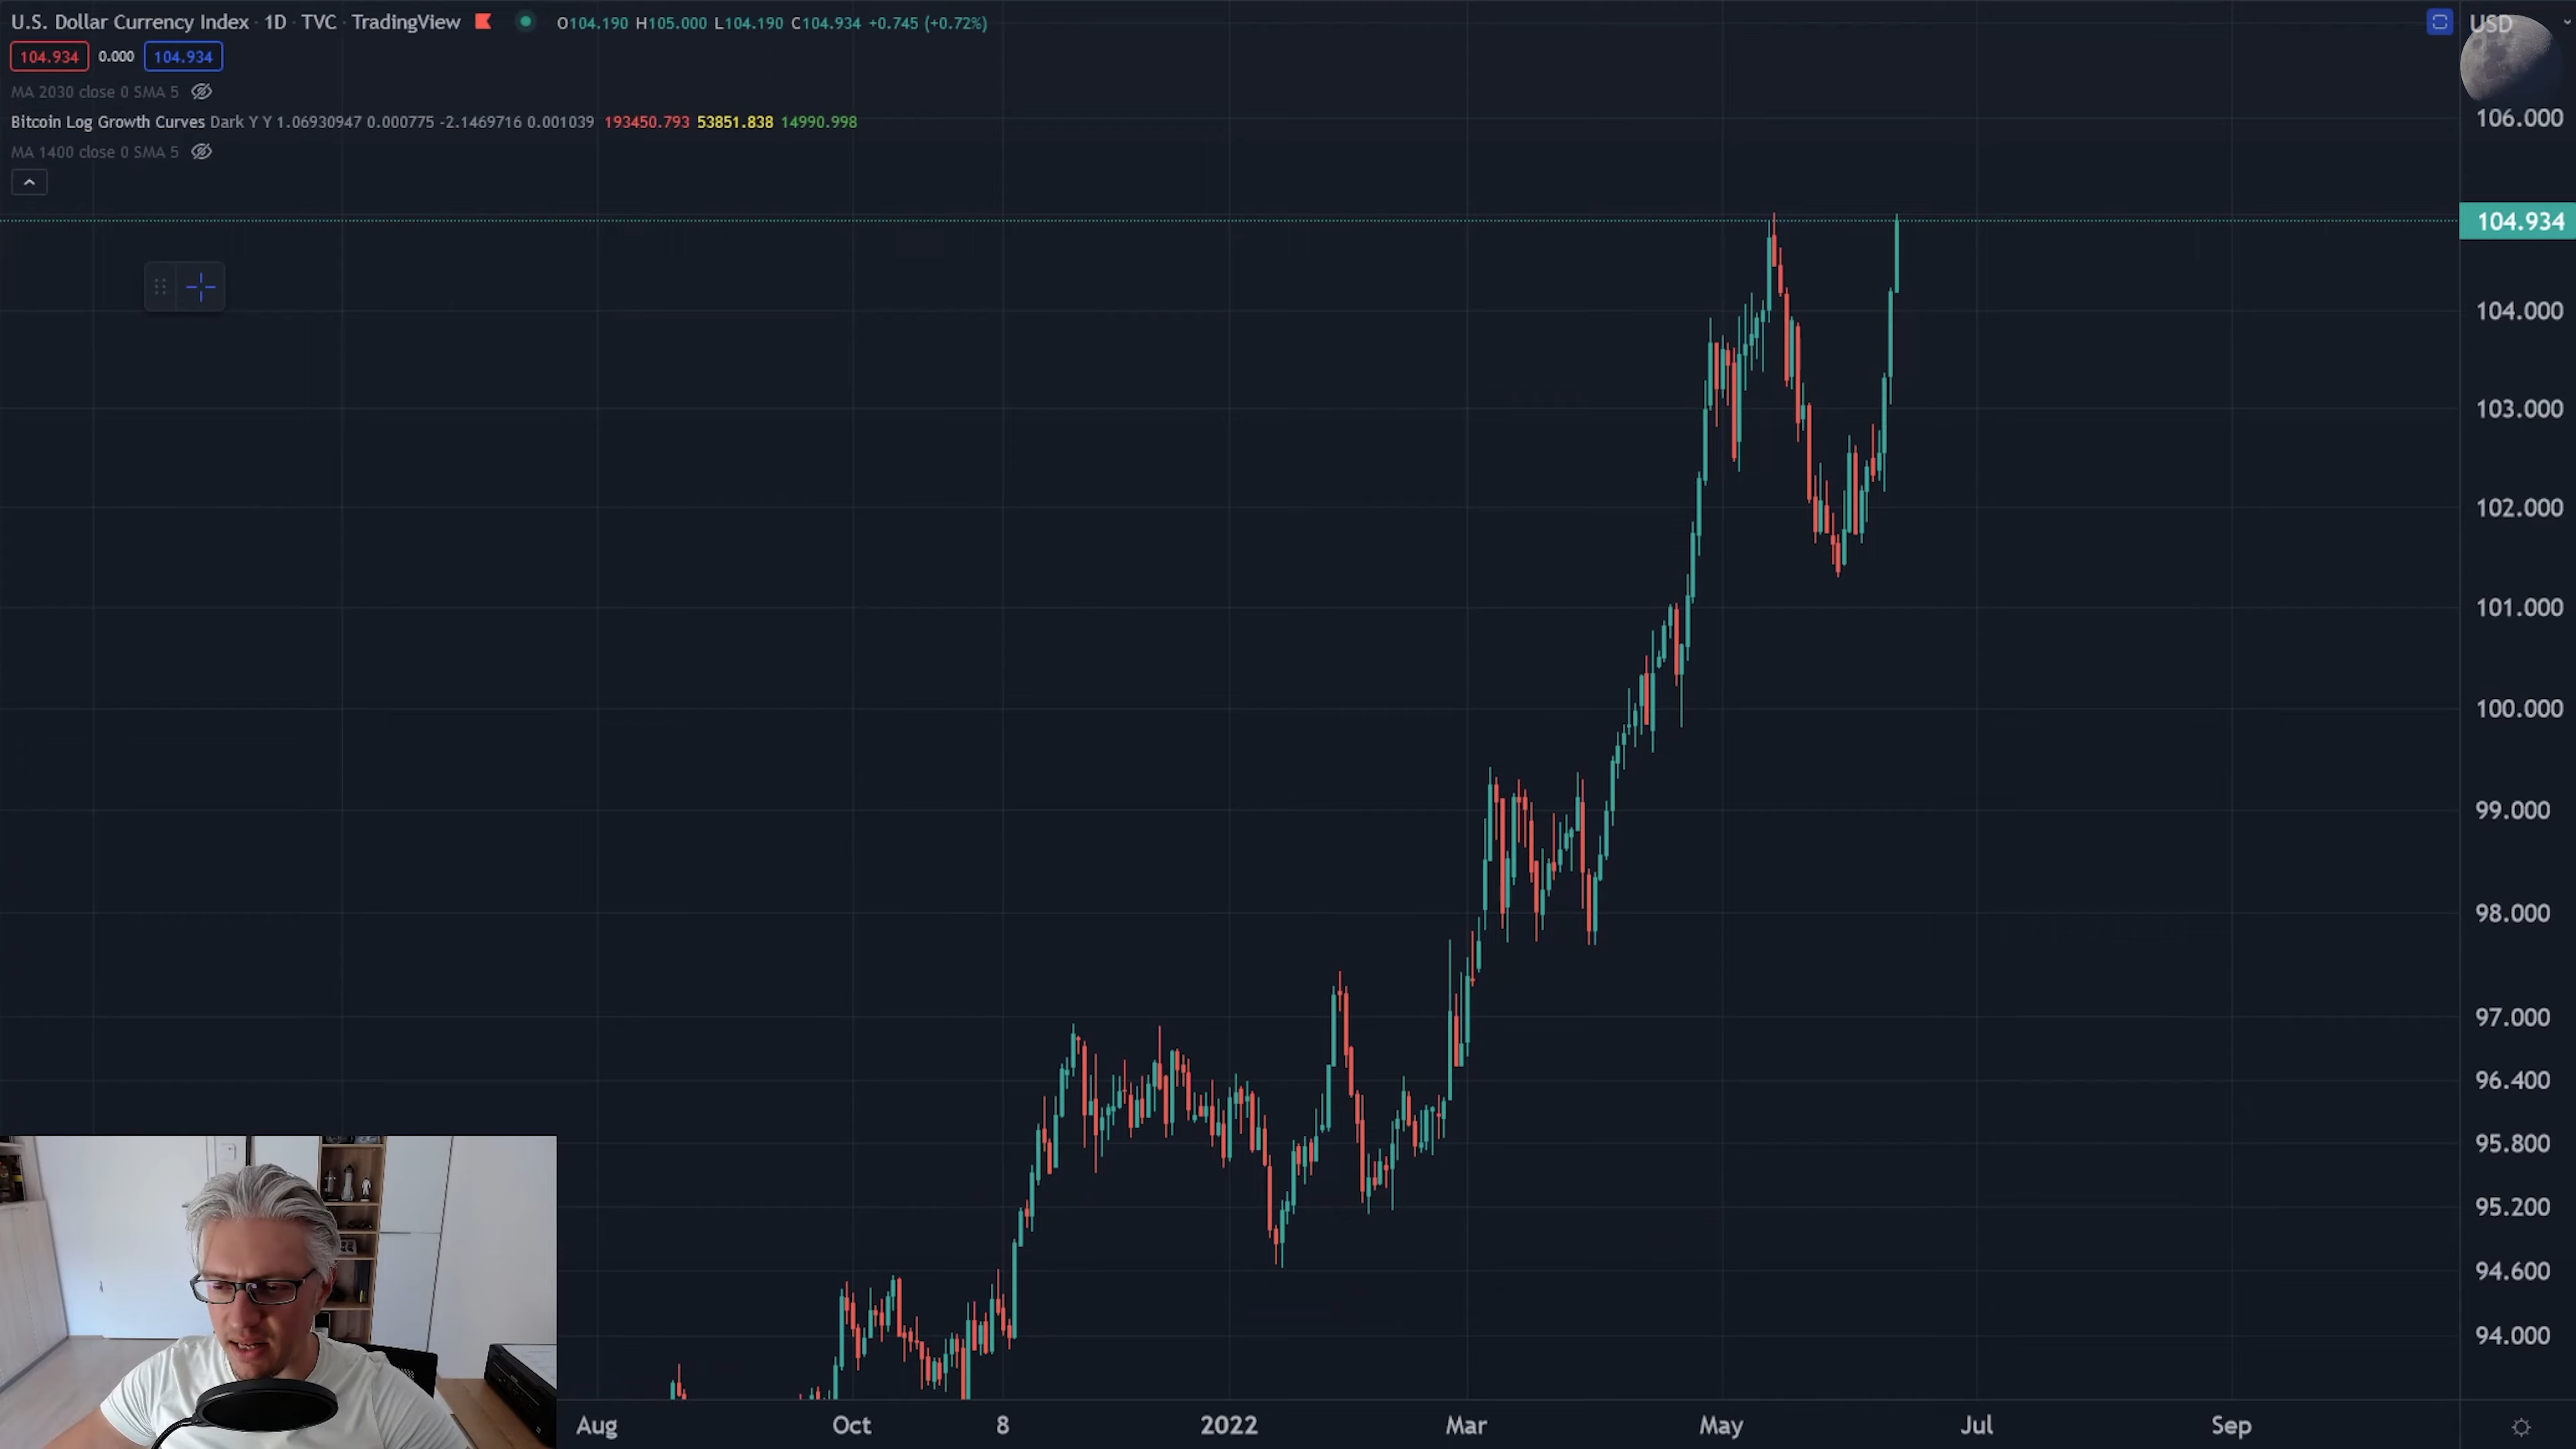 U.S. Dollar Currency Index · 1D · TVC · TradingView O104.190 H105.000 L104.190 C104.934 +0.745 (+0.72%)
104.934 0.000 104.934
MA 2030 close 0 SMA 5
Bitcoin Log Growth Curves Dark Y Y 1.06930947 0.000775 -2.1469716 0.001039 193450.793 53851.838 14990.998
MA 1400 close 0 SMA 5
USD
106.000
104.934
104.000
103.000
102.000
101.000
100.000
99.000
98.000
97.000
96.400
95.800
95.200
94.600
94.000
Aug Oct 8 2022 Mar May Jul Sep